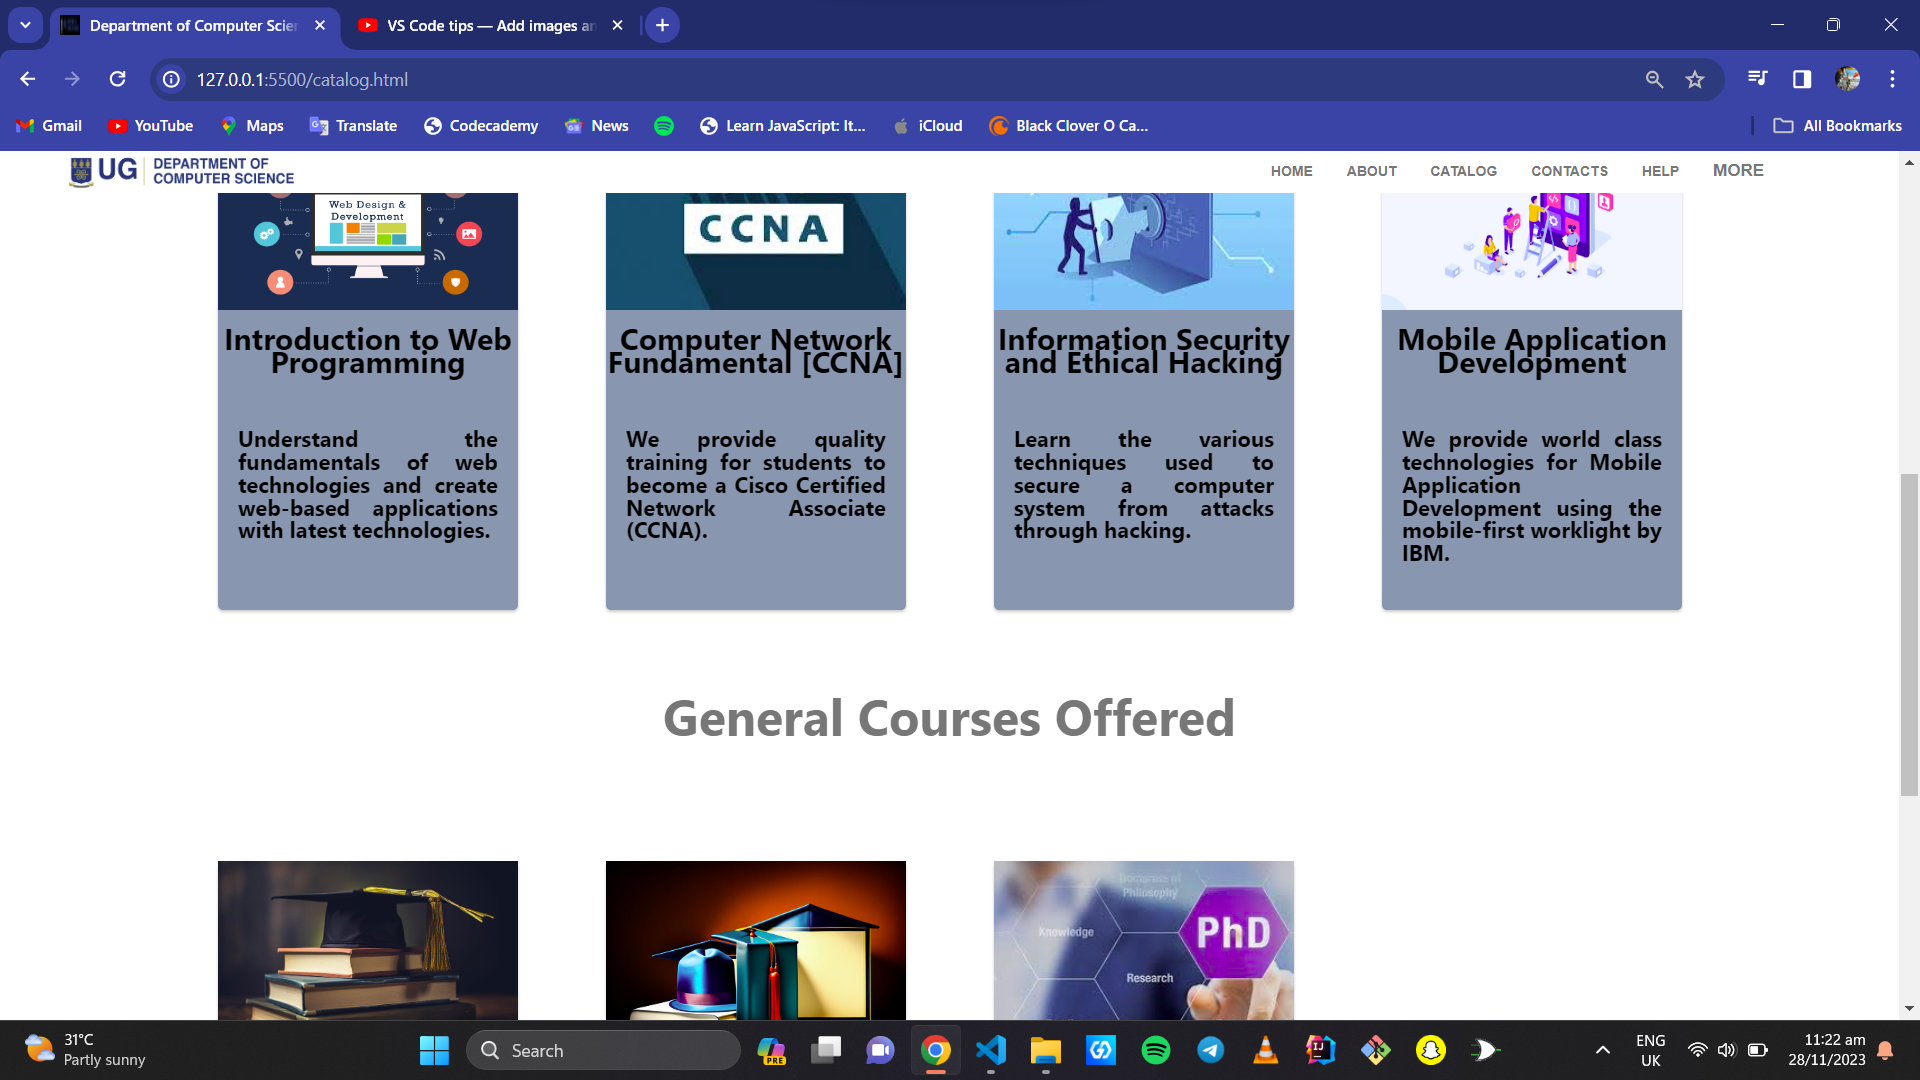 Department of Computer Scien
VS Code tips — Add images an
127.0.0.1:5500/catalog.html
Gmail YouTube Maps Translate Codecademy News Learn JavaScript: It... iCloud Black Clover O Ca... All Bookmarks
UG DEPARTMENT OF
COMPUTER SCIENCE
HOME ABOUT CATALOG CONTACTS HELP MORE
Web Design &
Development
CCNA
Introduction to Web
Programming
Computer Network
Fundamental [CCNA]
Information Security
and Ethical Hacking
Mobile Application
Development
Understand the
fundamentals of web
technologies and create
web-based applications
with latest technologies.
We provide quality
training for students to
become a Cisco Certified
Network Associate
(CCNA).
Learn the various
techniques used to
secure a computer
system from attacks
through hacking.
We provide world class
technologies for Mobile
Application
Development using the
mobile-first worklight by
IBM.
General Courses Offered
Doctorate of
Philosophy
PhD
Knowledge
Research
31°C
Partly sunny
Search
PRE
IJ
ENG
UK
11:22 am
28/11/2023